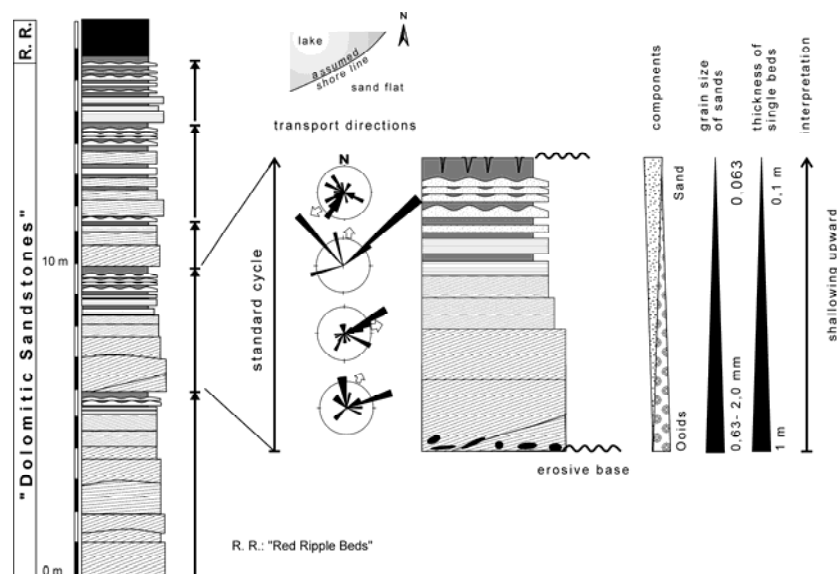 R. R.
"Dolomitic Sandstones"
10 m
0 m
N
lake
assumed
shore line
sand flat
transport directions
N
standard cycle
erosive base
R. R.: "Red Ripple Beds"
components
grain size
of sands
thickness of
single beds
interpretation
Sand
0,063
0,1 m
Ooids
0,63- 2,0 mm
1 m
shallowing upward